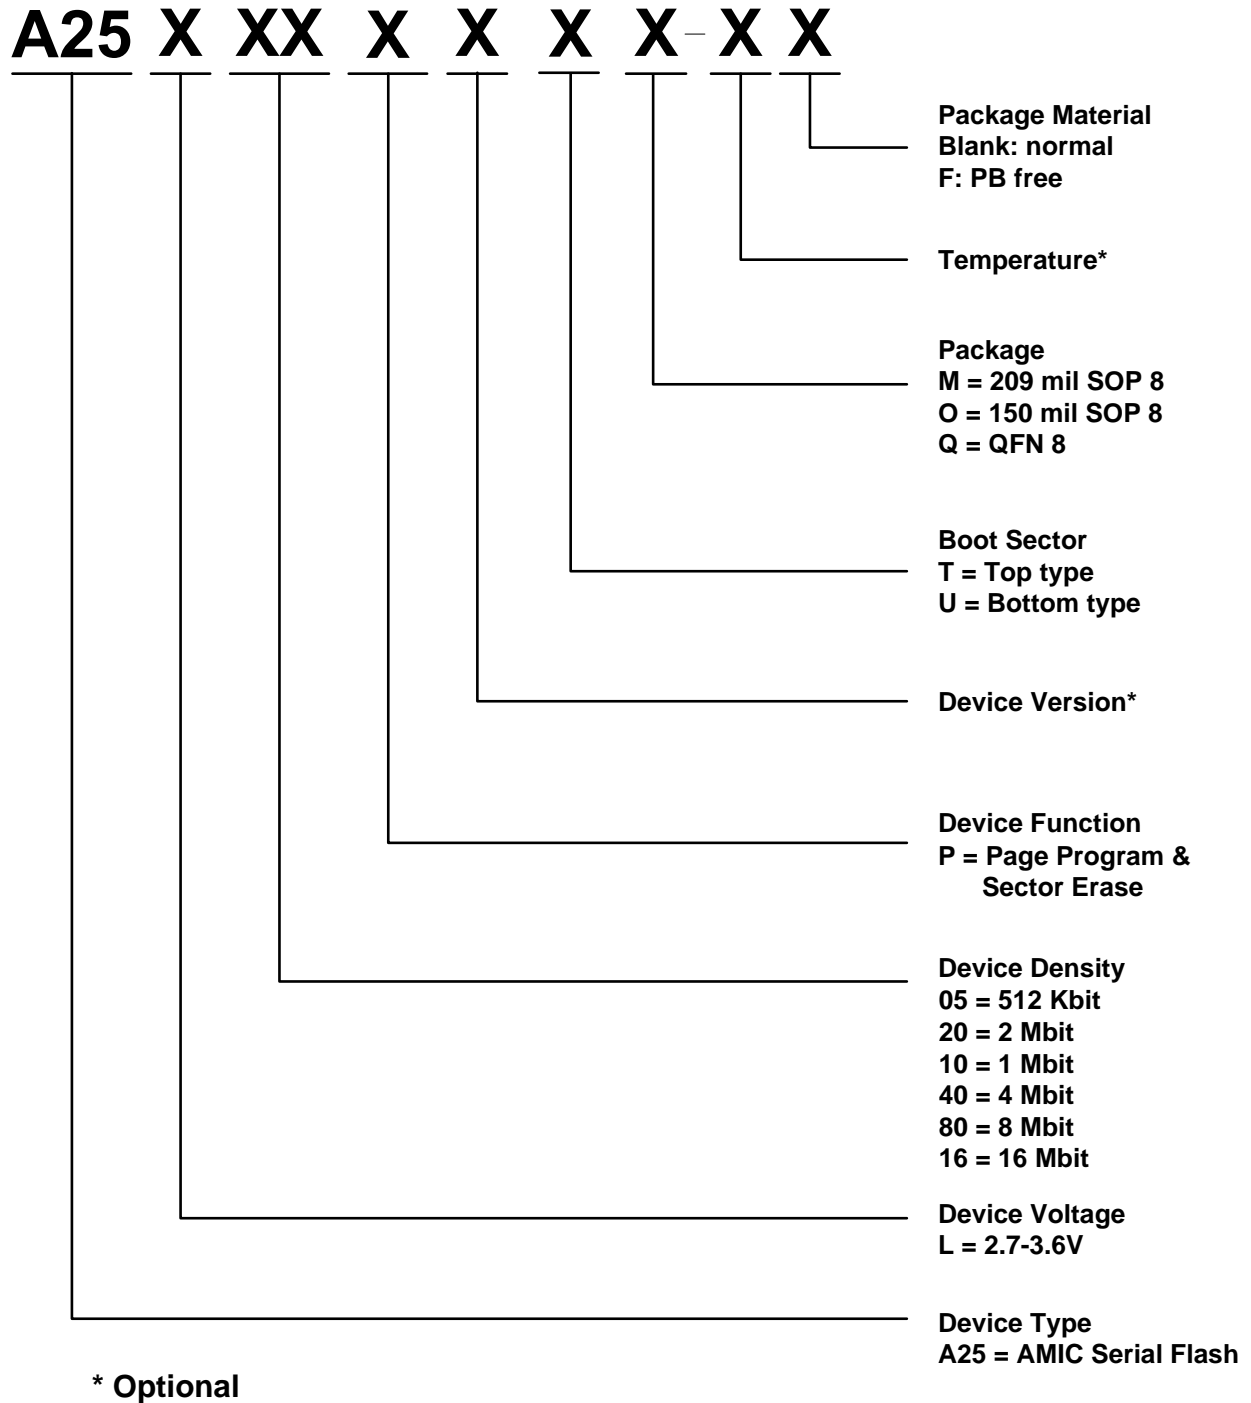 A25 X XX X X X X – X X
Package Material
Blank: normal
F: PB free
Temperature*
Package
M = 209 mil SOP 8
O = 150 mil SOP 8
Q = QFN 8
Boot Sector
T = Top type
U = Bottom type
Device Version*
Device Function
P = Page Program &
Sector Erase
Device Density
05 = 512 Kbit
20 = 2 Mbit
10 = 1 Mbit
40 = 4 Mbit
80 = 8 Mbit
16 = 16 Mbit
Device Voltage
L = 2.7-3.6V
Device Type
A25 = AMIC Serial Flash
* Optional